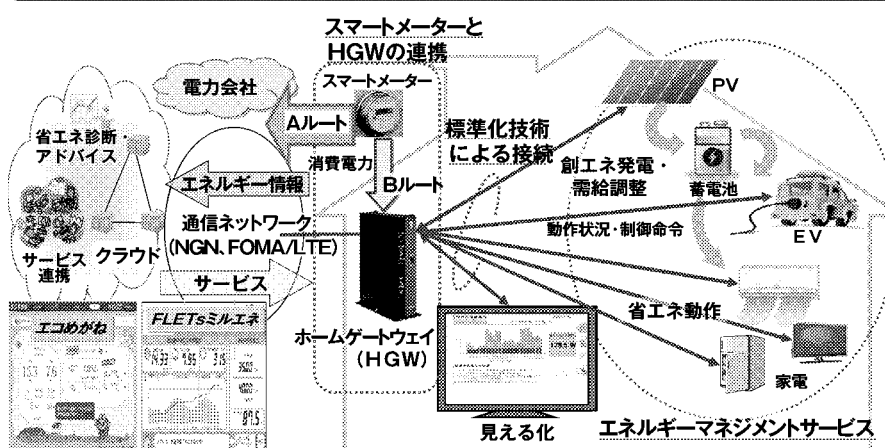 スマートメーターと
HGWの連携
スマートメーター
電力会社
Aルート
消費電力
Bルート
省エネ診断・
アドバイス
エネルギー情報
サービス
連携
クラウド
通信ネットワーク
(NGN、FOMA/LTE)
サービス
エコめがね
FLETsミルエネ
ホームゲートウェイ
(HGW)
標準化技術
による接続
PV
創エネ発電・
需給調整
蓄電池
動作状況・制御命令
EV
省エネ動作
家電
見える化
エネルギーマネジメントサービス